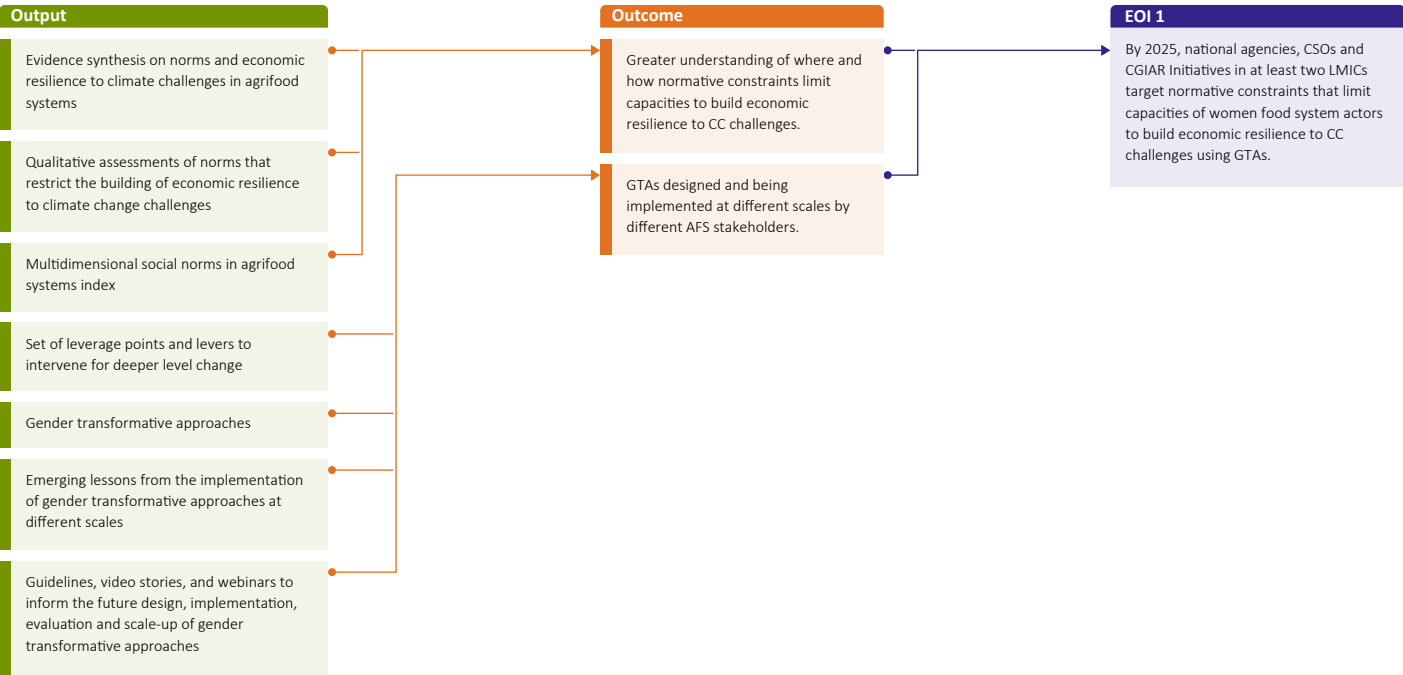 Output
Evidence synthesis on norms and economic
resilience to climate challenges in agrifood
systems
Qualitative assessments of norms that
restrict the building of economic resilience
to climate change challenges
Multidimensional social norms in agrifood
systems index
Set of leverage points and levers to
intervene for deeper level change
Gender transformative approaches
Emerging lessons from the implementation
of gender transformative approaches at
different scales
Guidelines, video stories, and webinars to
inform the future design, implementation,
evaluation and scale-up of gender
transformative approaches
Outcome
Greater understanding of where and
how normative constraints limit
capacities to build economic
resilience to CC challenges.
GTAs designed and being
implemented at different scales by
different AFS stakeholders.
EOI 1
By 2025, national agencies, CSOs and
CGIAR Initiatives in at least two LMICs
target normative constraints that limit
capacities of women food system actors
to build economic resilience to CC
challenges using GTAs.